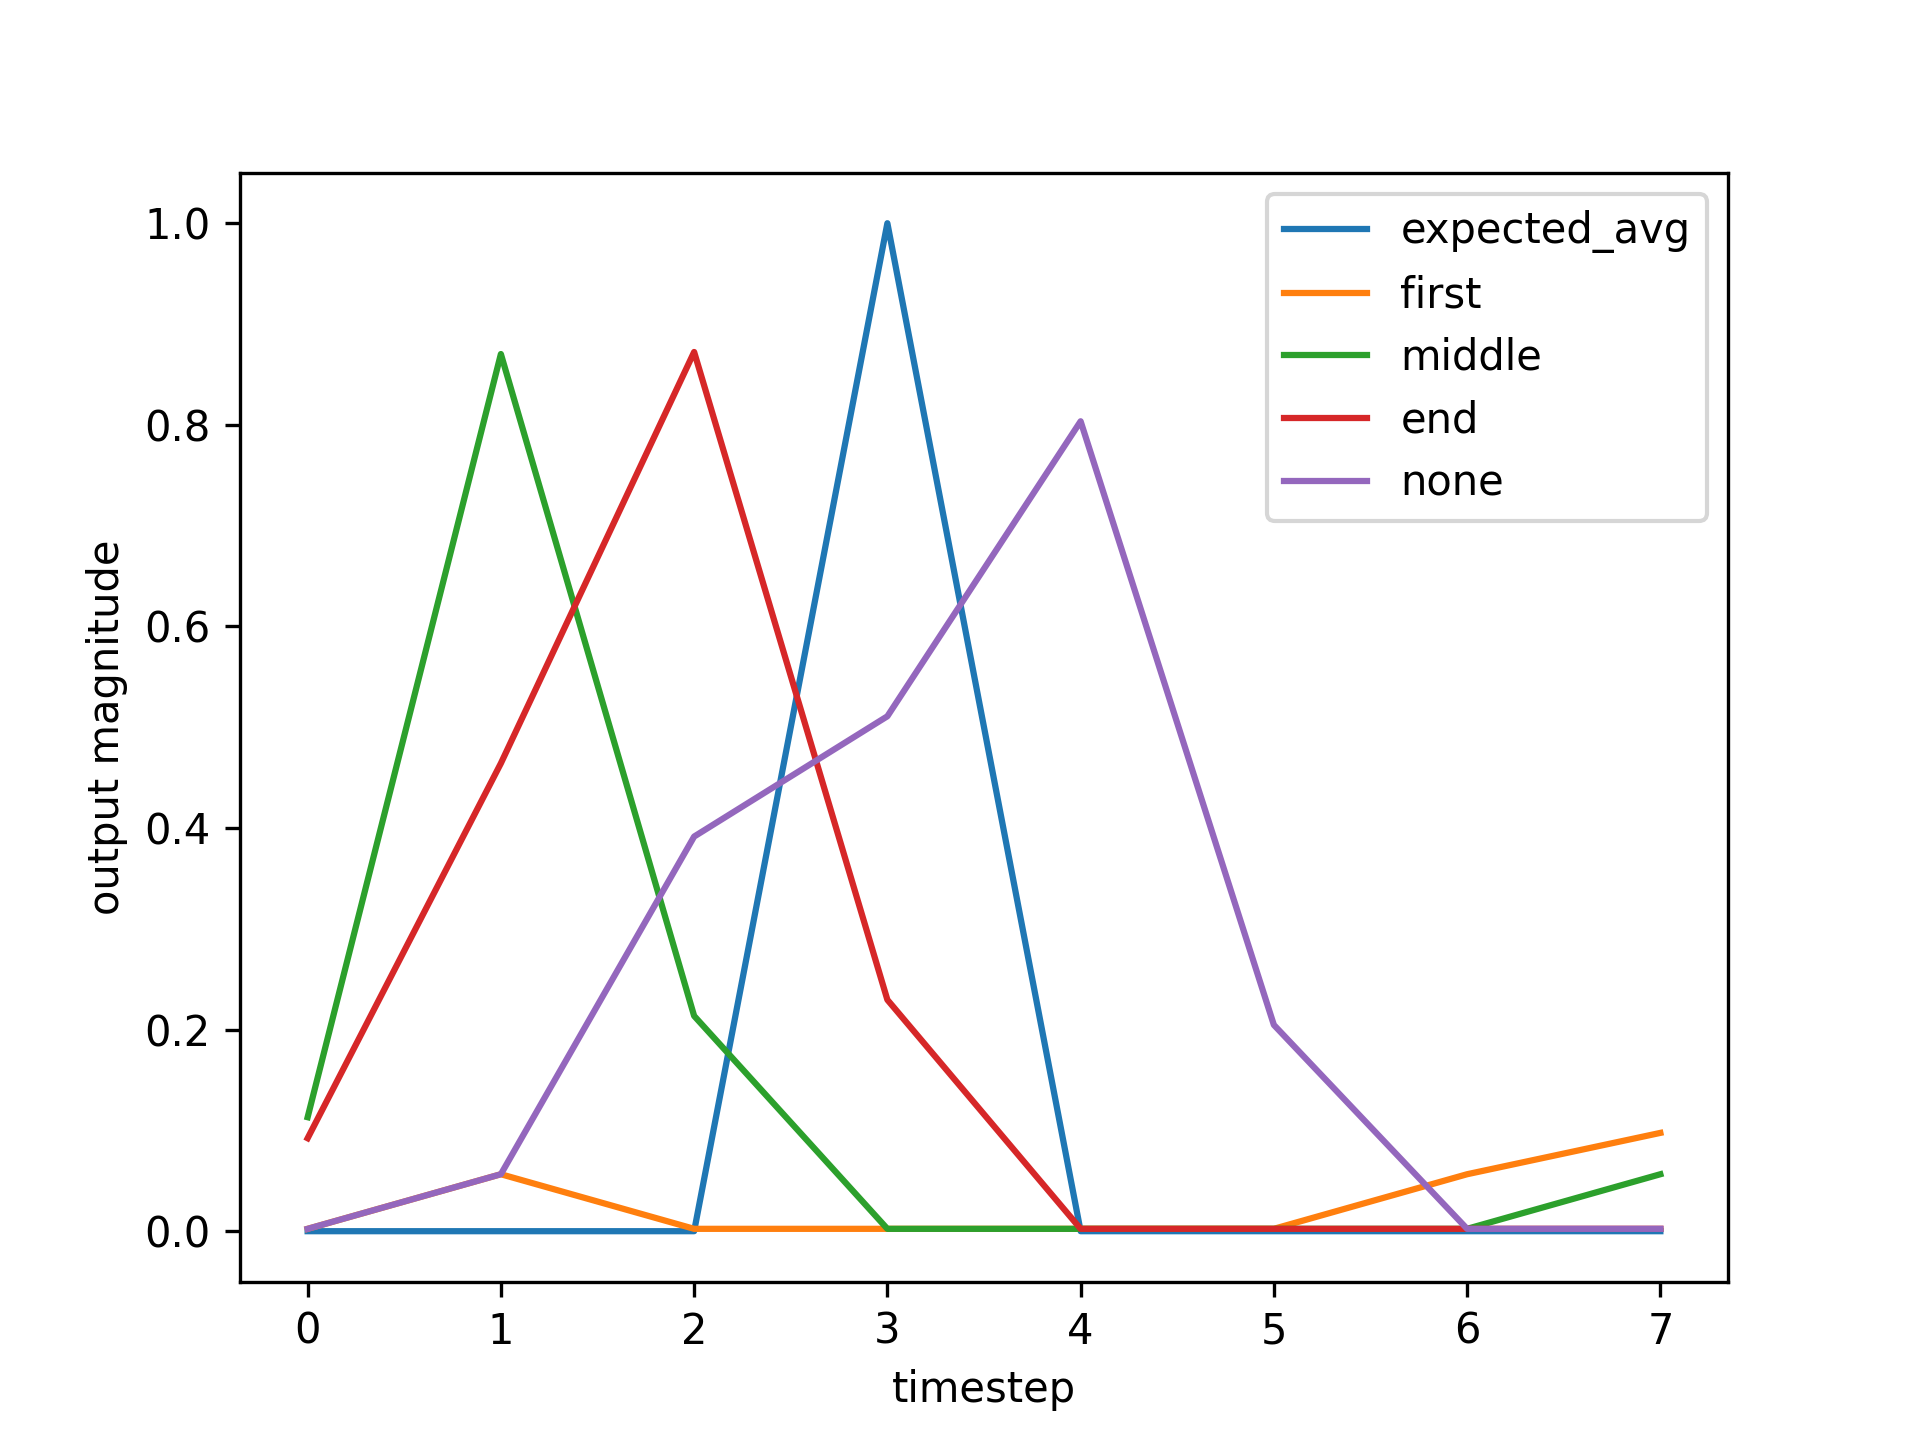 expected_avg
first
middle
end
none
output magnitude
1.0
0.8
0.6
0.4
0.2
0.0
0 1 2 3 4 5 6 7
timestep